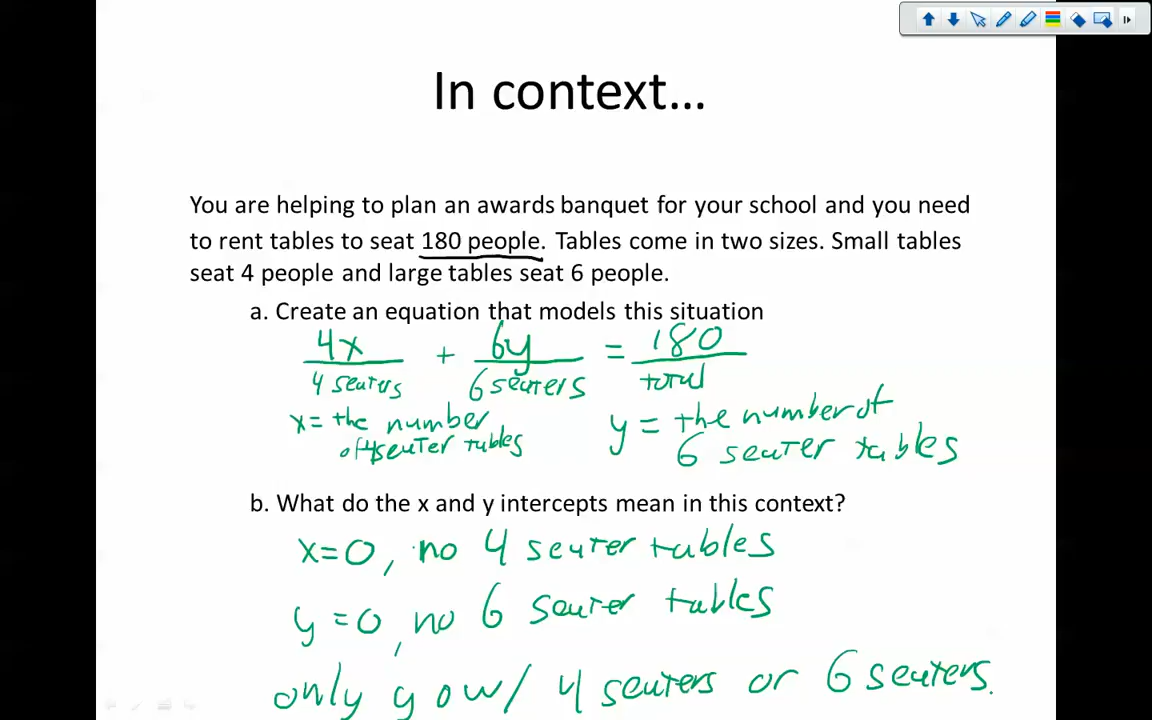 In context...
You are helping to plan an awards banquet for your school and you need
to rent tables to seat 180 people. Tables come in two sizes. Small tables
seat 4 people and large tables seat 6 people.
a. Create an equation that models this situation
4x + 6y = 180
4 seaters 6 seaters total
x = the number
of 4 seater tables
y = the number of
6 seater tables
b. What do the x and y intercepts mean in this context?
x=0, no 4 seater tables
y=0, no 6 seater tables
only go w/ 4 seaters or 6 seaters.